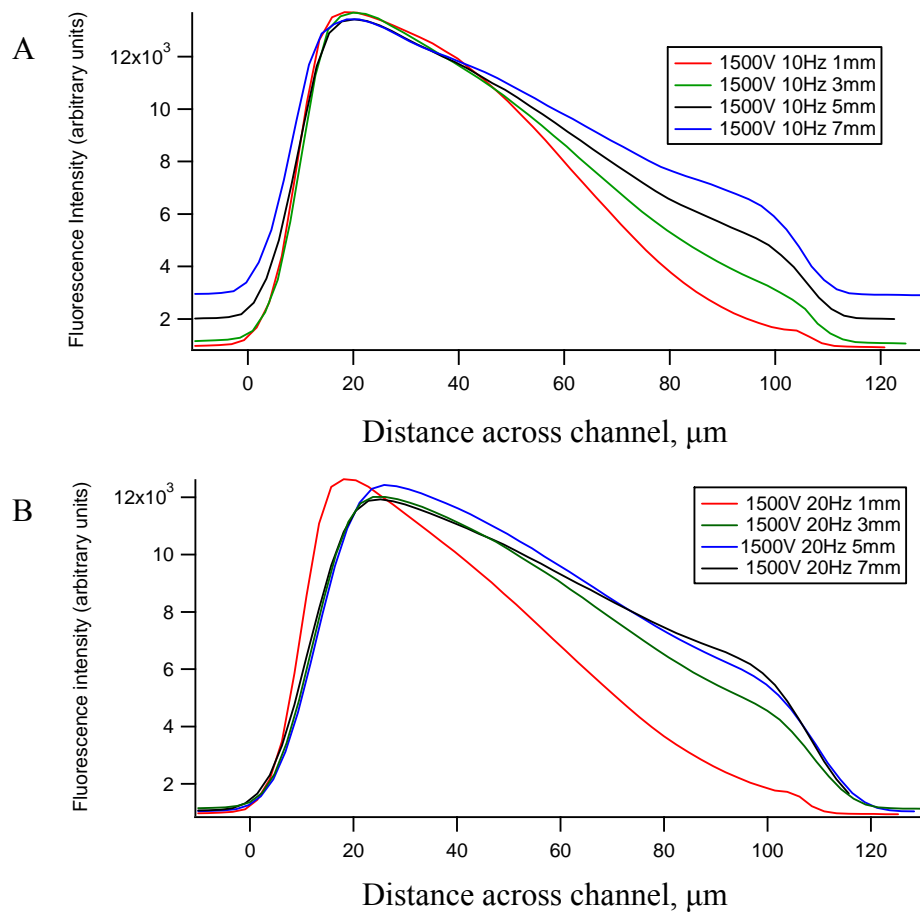 A
Fluorescence Intensity (arbitrary units)
12x10³
10
8
6
4
2
1500V 10Hz 1mm
1500V 10Hz 3mm
1500V 10Hz 5mm
1500V 10Hz 7mm
0 20 40 60 80 100 120
Distance across channel, μm
B
Fluorescence intensity (arbitrary units)
12x10³
10
8
6
4
2
1500V 20Hz 1mm
1500V 20Hz 3mm
1500V 20Hz 5mm
1500V 20Hz 7mm
0 20 40 60 80 100 120
Distance across channel, μm